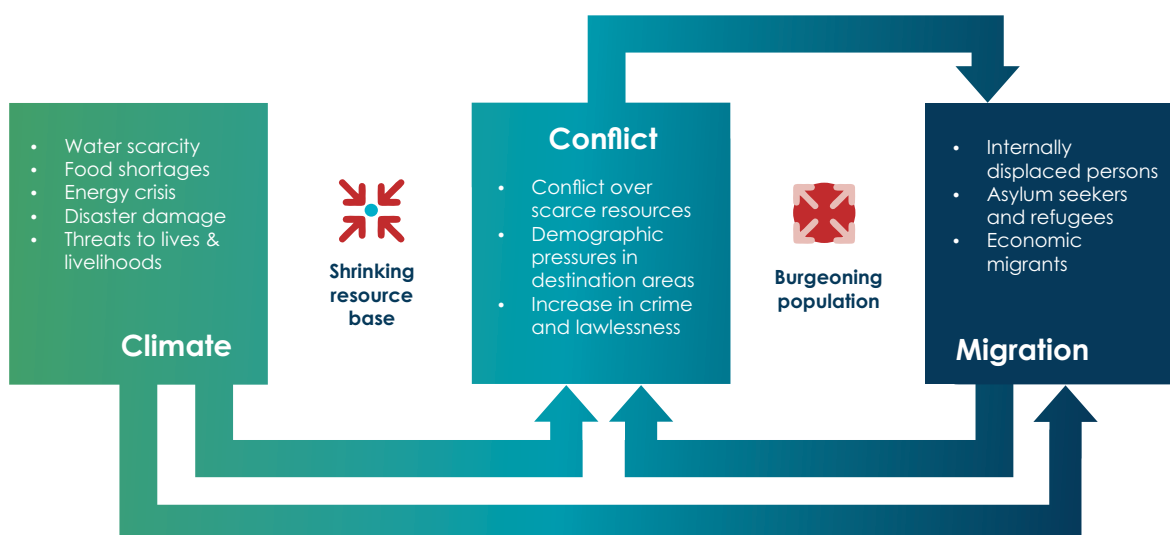 • Water scarcity
• Food shortages
• Energy crisis
• Disaster damage
• Threats to lives &
livelihoods
Climate
Shrinking
resource
base
Conflict
• Conflict over
scarce resources
• Demographic
pressures in
destination areas
• Increase in crime
and lawlessness
Burgeoning
population
• Internally
displaced persons
• Asylum seekers
and refugees
• Economic
migrants
Migration